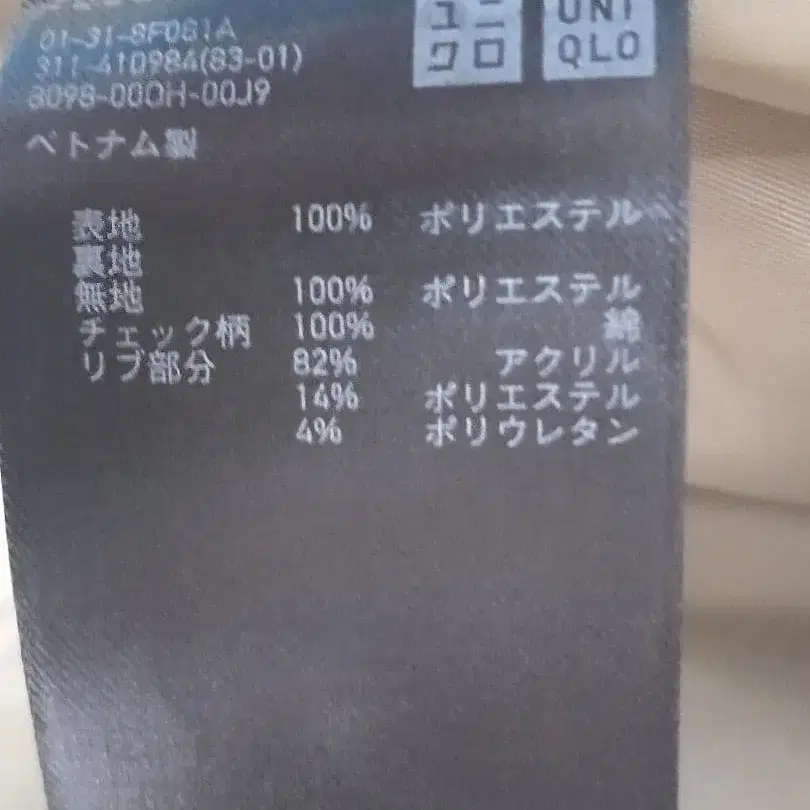 ユニ
クロ
UNI
QLO
01-31-8F061A
311-410984(83-01)
8098-000H-00J9
ベトナム製
表地 100% ポリエステル
裏地
無地 100% ポリエステル
チェック柄 100% 綿
リブ部分 82% アクリル
14% ポリエステル
4% ポリウレタン